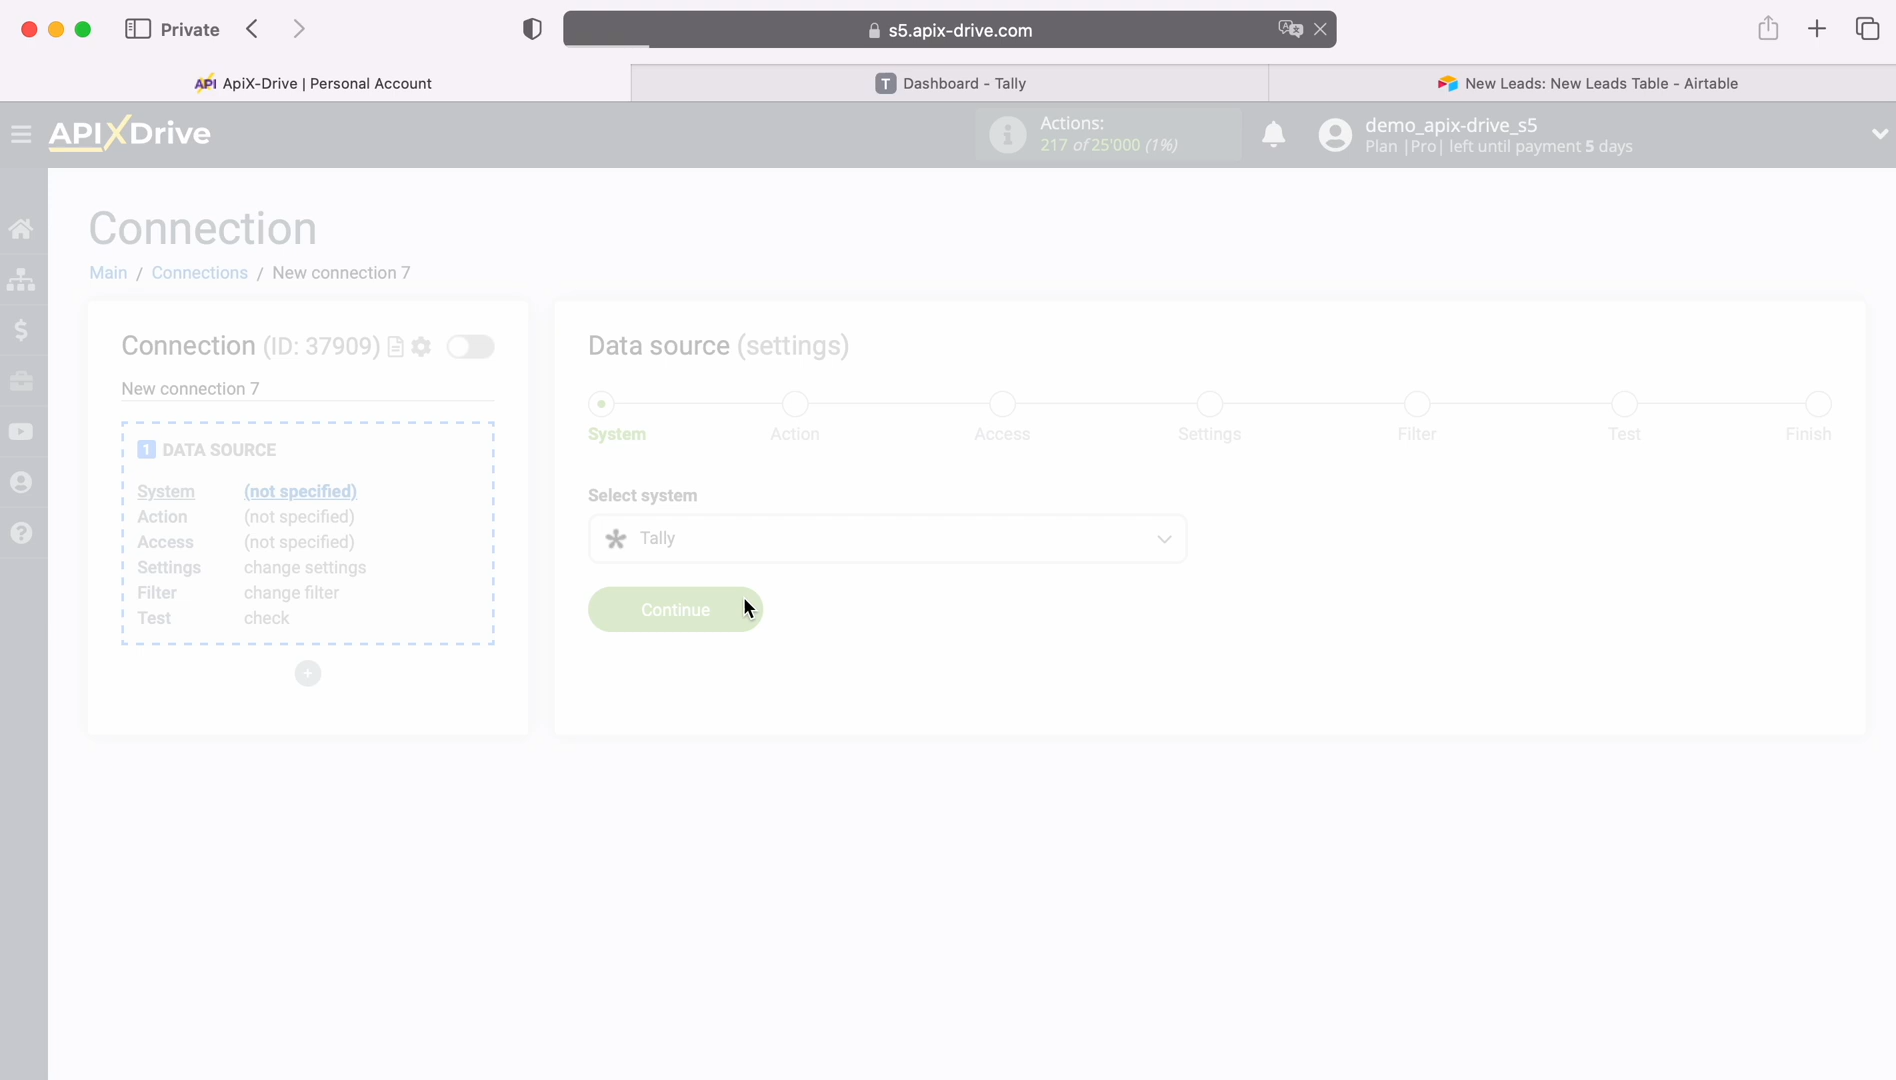 Private
s5.apix-drive.com
API ApiX-Drive | Personal Account
T Dashboard - Tally
New Leads: New Leads Table - Airtable
APIXDrive
Actions:
217 of 25'000 (1%)
demo_apix-drive_s5
Plan |Pro| left until payment 5 days
Connection
Main / Connections / New connection 7
Connection (ID: 37909)
New connection 7
1 DATA SOURCE
System (not specified)
Action (not specified)
Access (not specified)
Settings change settings
Filter change filter
Test check
Data source (settings)
System
Action
Access
Settings
Filter
Test
Finish
Select system
Tally
Continue